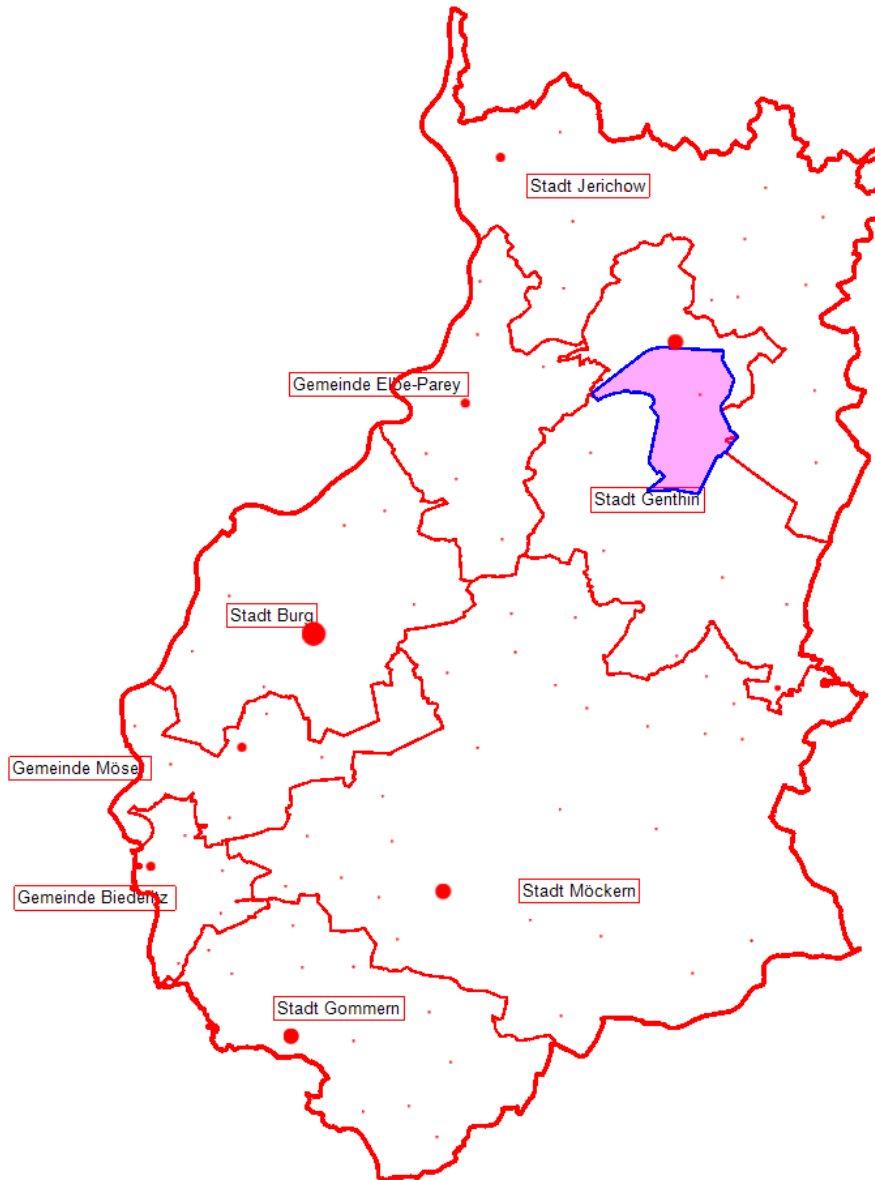 Stadt Jerichow
Gemeinde Elbe-Parey
Stadt Genthin
Stadt Burg
Gemeinde Möser
Gemeinde Biederitz
Stadt Möckern
Stadt Gommern